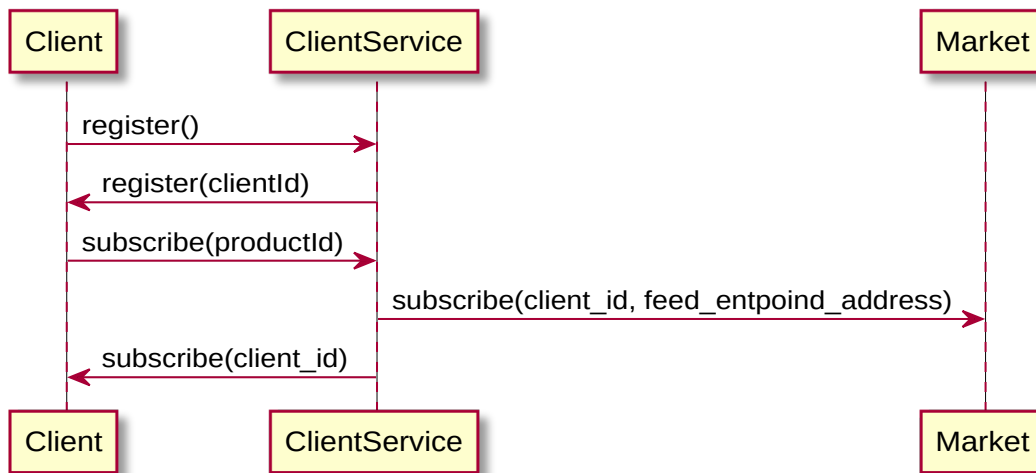 Client
ClientService
Market
register()
register(clientId)
subscribe(productId)
subscribe(client_id, feed_entpoind_address)
subscribe(client_id)
Client
ClientService
Market